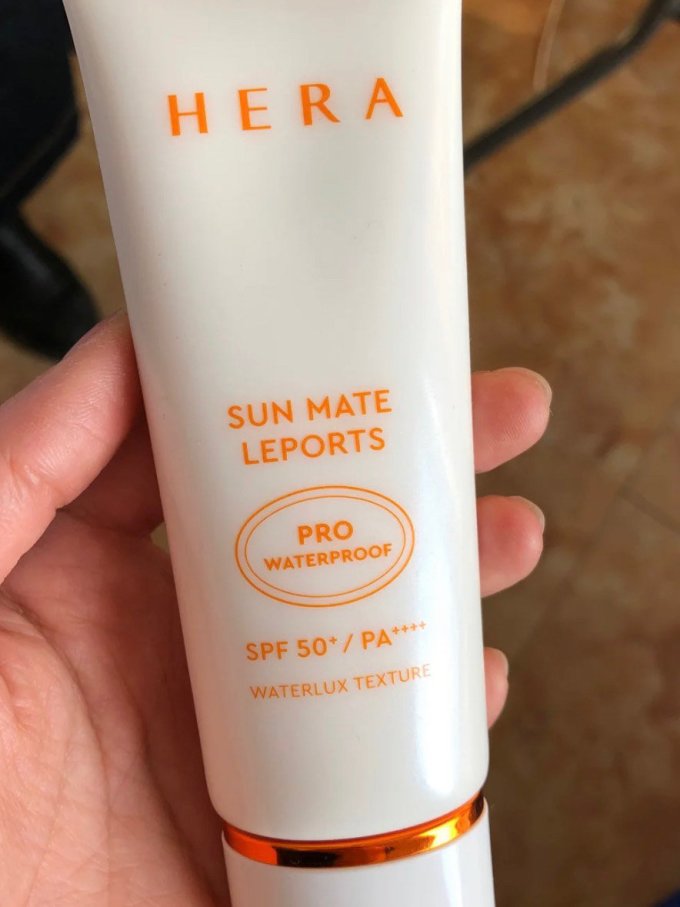 HERA
SUN MATE
LEPORTS
PRO
WATERPROOF
SPF 50+ / PA++++
WATERLUX TEXTURE